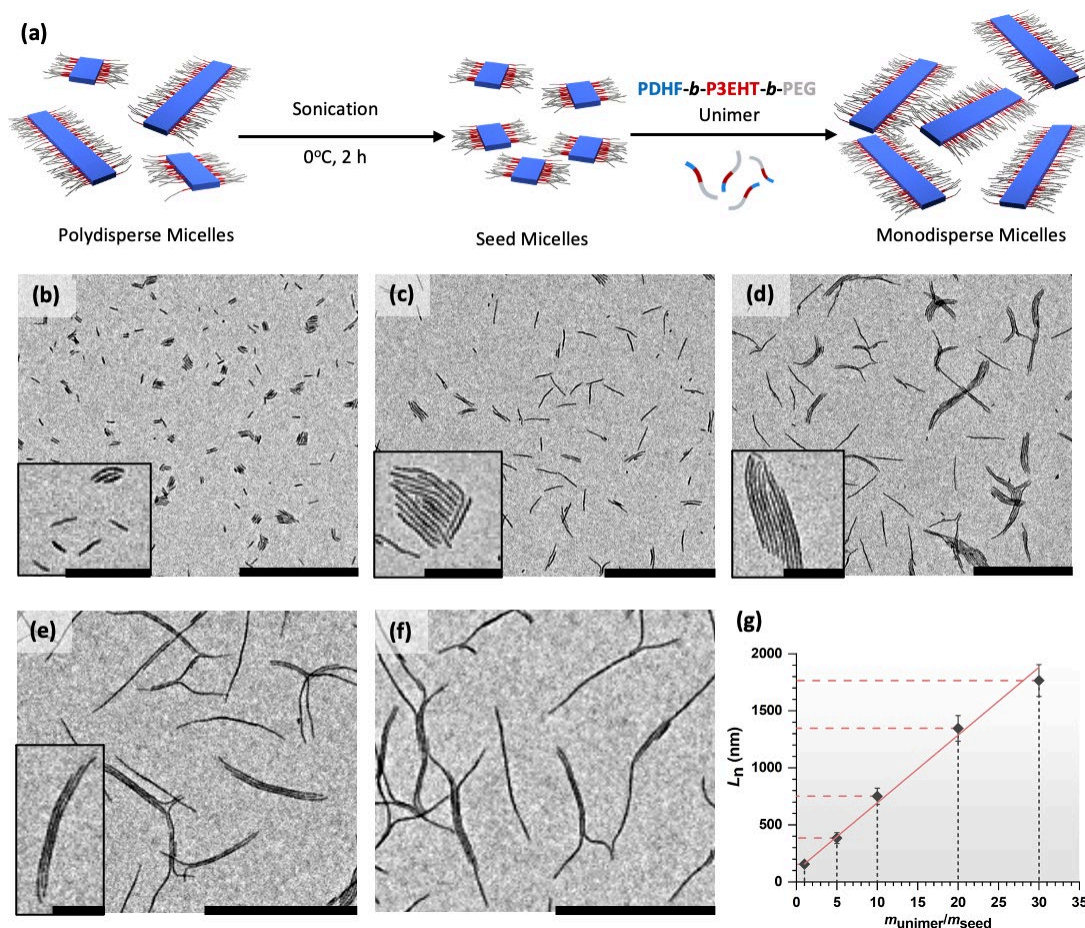 (a)
Sonication
0°C, 2 h
PDHF-b-P3EHT-b-PEG
Unimer
Polydisperse Micelles
Seed Micelles
Monodisperse Micelles
(b)
(c)
(d)
(e)
(f)
(g)
2000
1500
1000
500
0
Ln (nm)
0 5 10 15 20 25 30 35
munimer/mseed